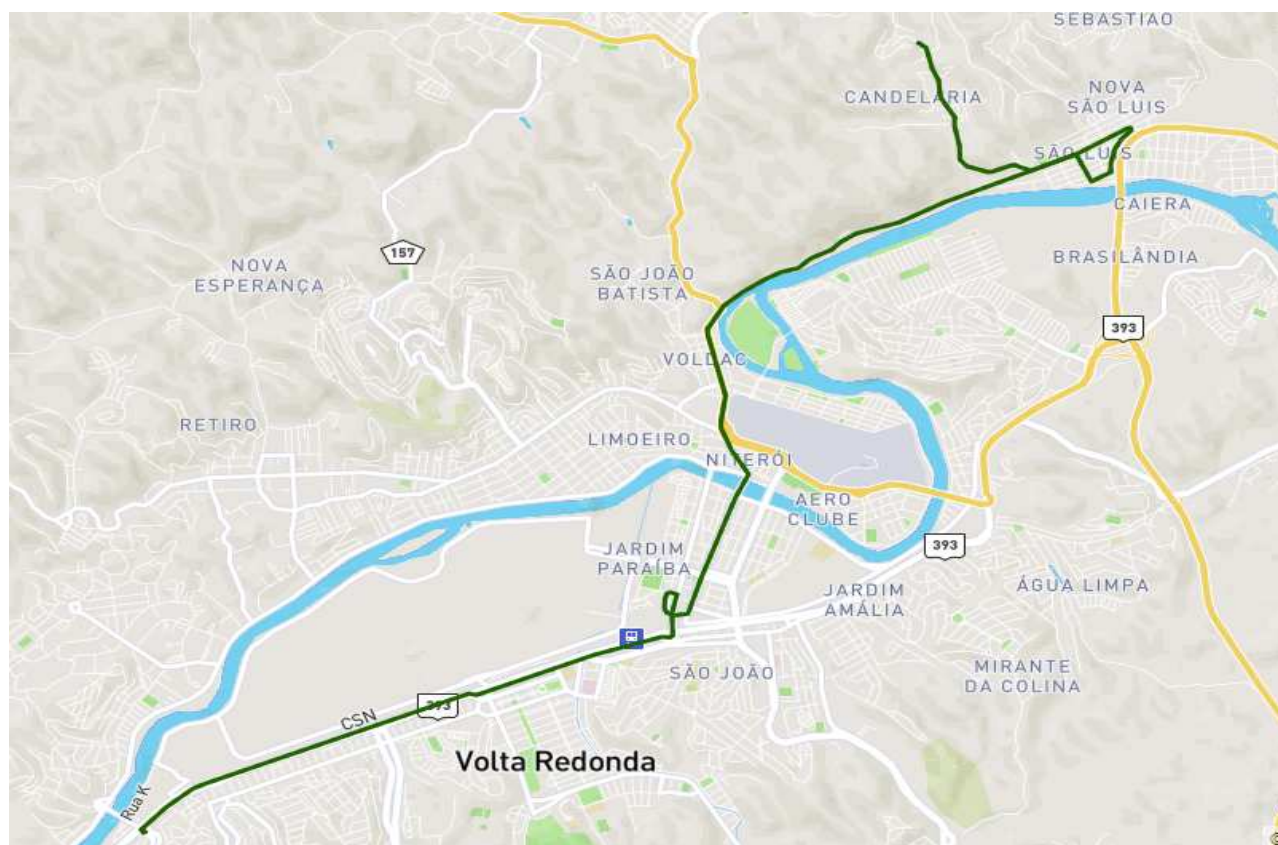 SEBASTIAO
CANDELARIA
NOVA
SÃO LUIS
SÃO LUIS
CAIERA
157
NOVA
ESPERANÇA
SÃO JOÃO
BATISTA
BRASILÂNDIA
393
VOLDAC
RETIRO
LIMOEIRO
NITERÓI
AERO
CLUBE
393
JARDIM
PARAÍBA
JARDIM
AMÁLIA
ÁGUA LIMPA
SÃO JOÃO
MIRANTE
DA COLINA
393
CSN
Volta Redonda
Rua K